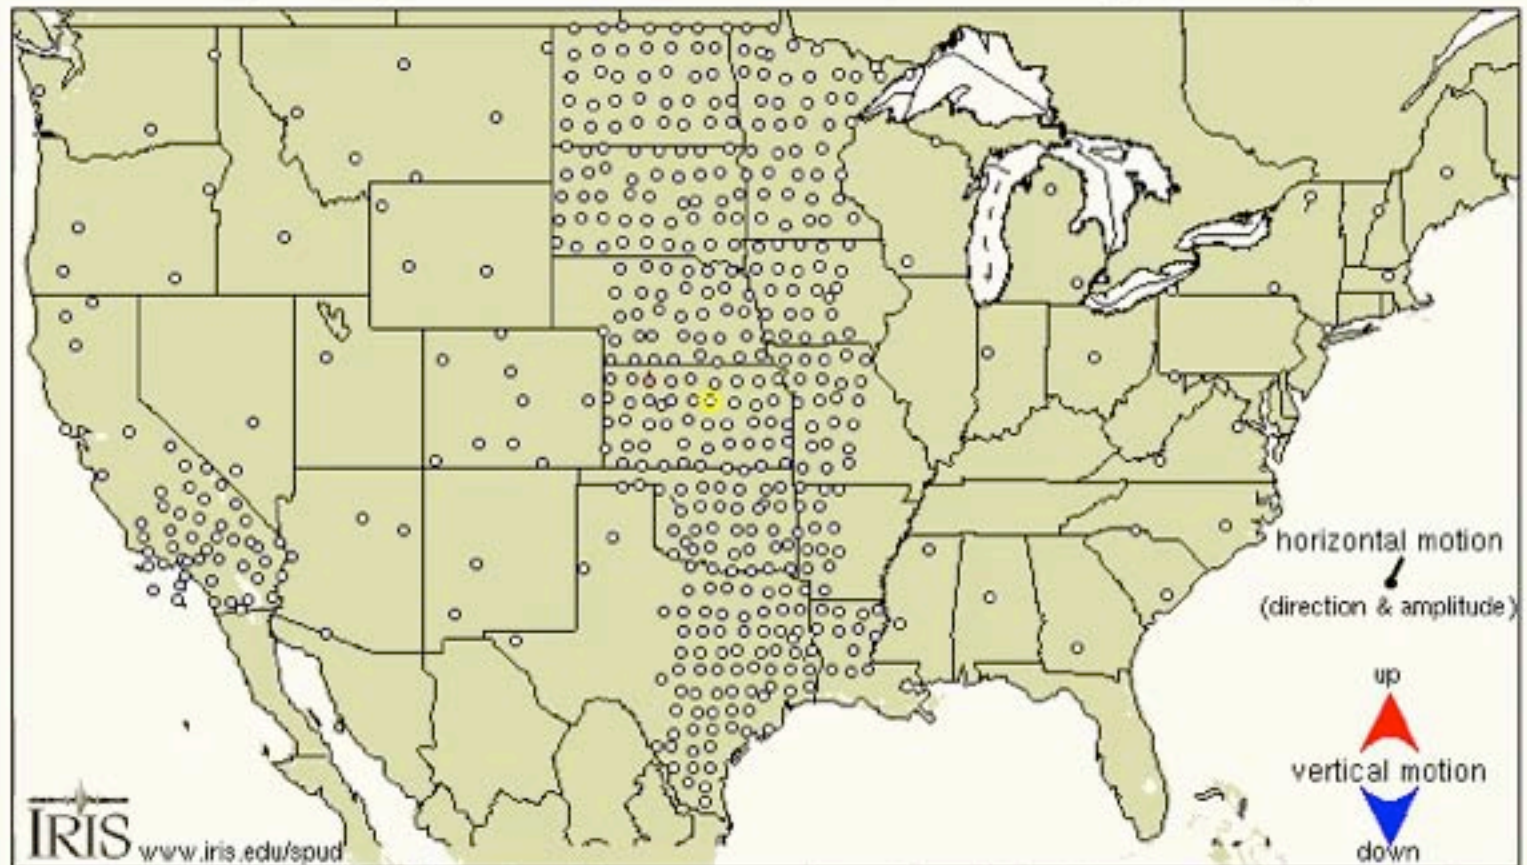 horizontal motion
(direction & amplitude)
up
vertical motion
down
IRIS www.iris.edu/spud